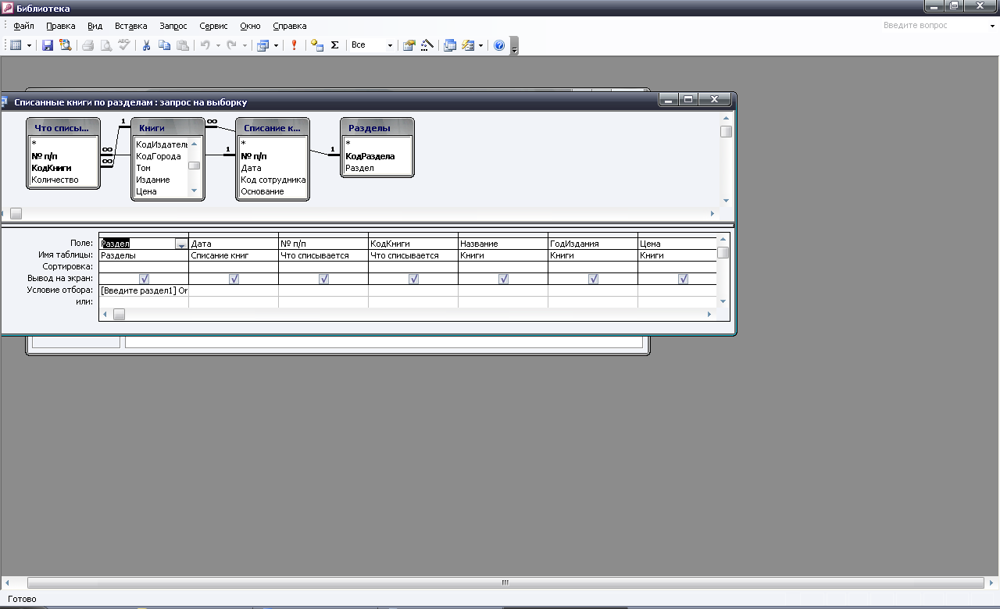 Библиотека
Файл Правка Вид Вставка Запрос Сервис Окно Справка Введите вопрос
Все
Списанные книги по разделам : запрос на выборку
Что списы...
*
№ п/п
КодКниги
Количество
Книги
КодИздатель
КодГорода
Том
Издание
Цена
Списание к...
*
№ п/п
Дата
Код сотрудника
Основание
Разделы
*
КодРаздела
Раздел
1 ∞ ∞ ∞ 1 1
Поле: Раздел Дата № п/п КодКниги Название ГодИздания Цена
Имя таблицы: Разделы Списание книг Что списывается Что списывается Книги Книги Книги
Сортировка:
Вывод на экран:
Условие отбора: [Введите раздел1] Or
или:
Готово